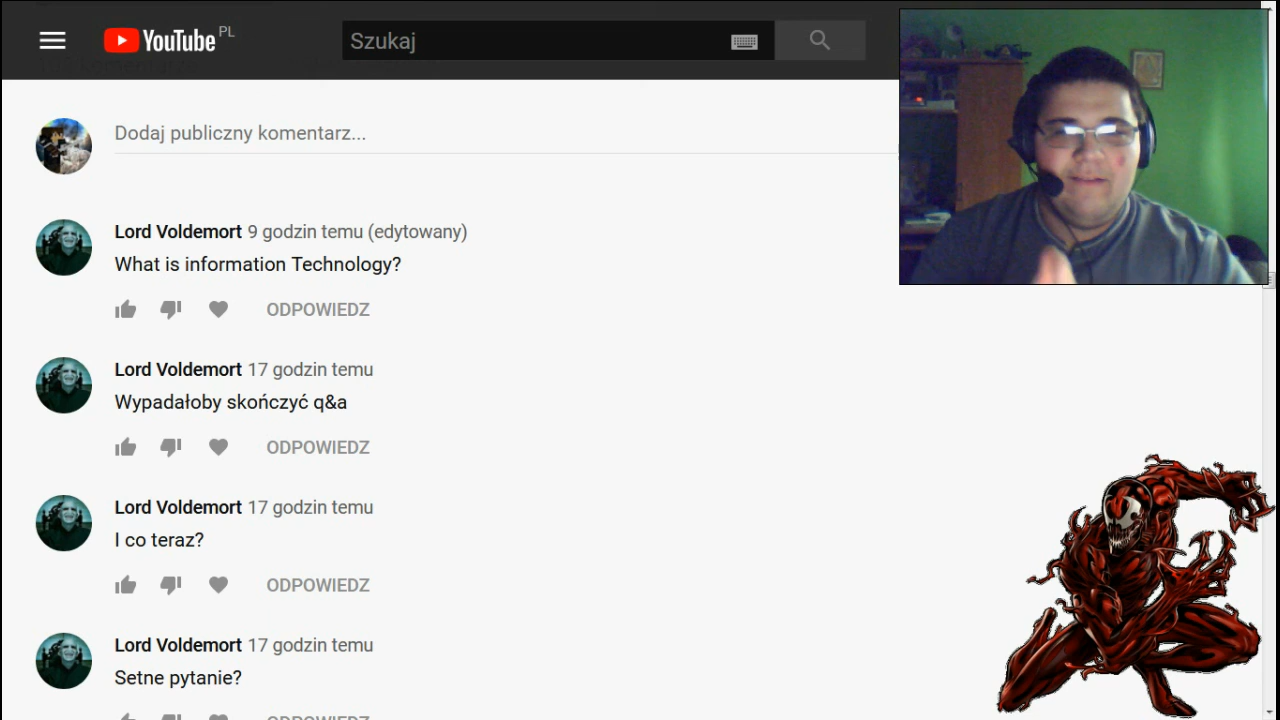 YouTube PL
Szukaj
Dodaj publiczny komentarz...
Lord Voldemort 9 godzin temu (edytowany)
What is information Technology?
ODPOWIEDZ
Lord Voldemort 17 godzin temu
Wypadałoby skończyć q&a
ODPOWIEDZ
Lord Voldemort 17 godzin temu
I co teraz?
ODPOWIEDZ
Lord Voldemort 17 godzin temu
Setne pytanie?
ODPOWIEDZ